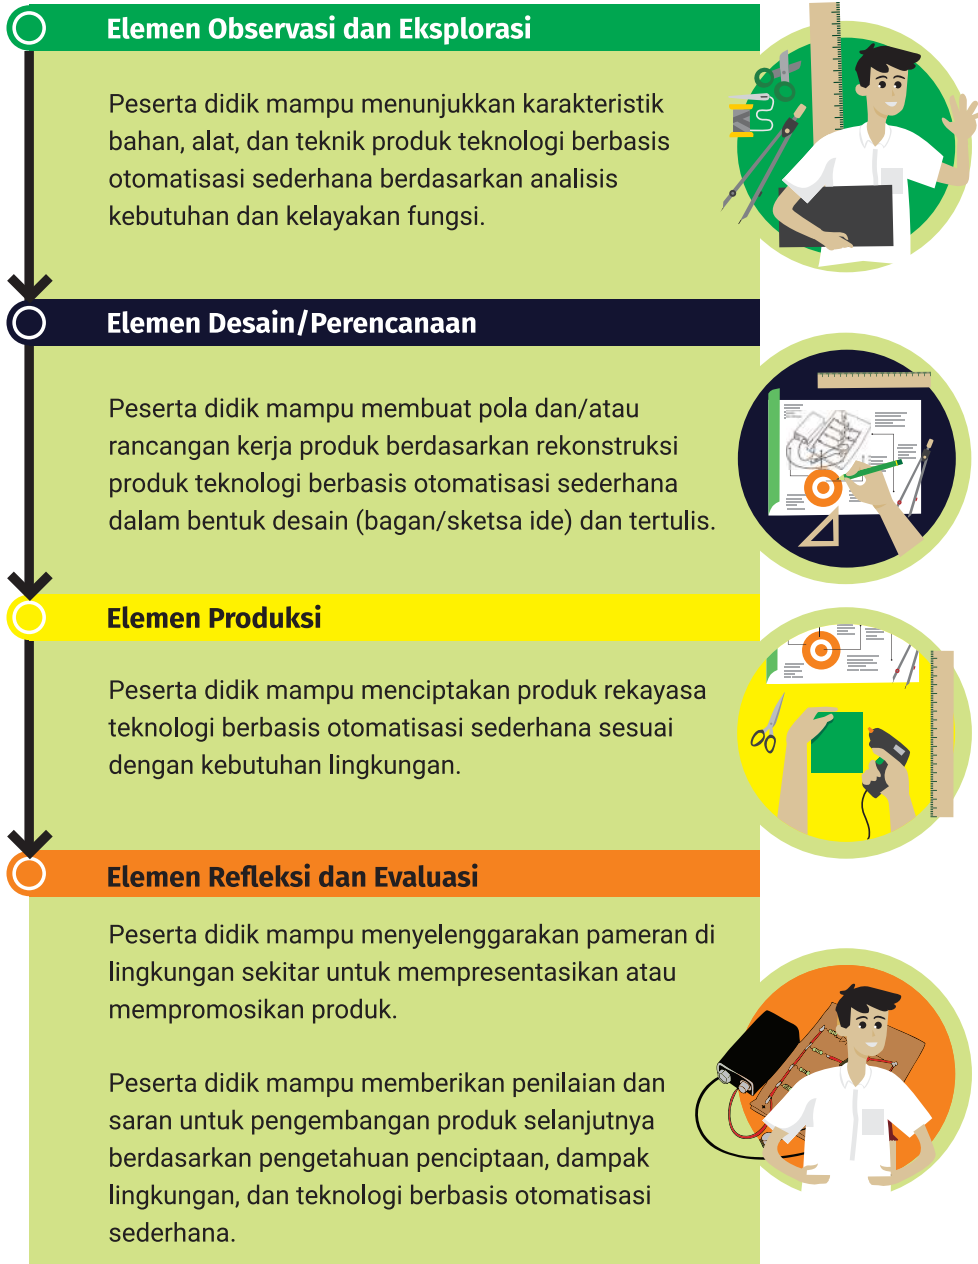 Elemen Observasi dan Eksplorasi
Peserta didik mampu menunjukkan karakteristik
bahan, alat, dan teknik produk teknologi berbasis
otomatisasi sederhana berdasarkan analisis
kebutuhan dan kelayakan fungsi.
Elemen Desain/Perencanaan
Peserta didik mampu membuat pola dan/atau
rancangan kerja produk berdasarkan rekonstruksi
produk teknologi berbasis otomatisasi sederhana
dalam bentuk desain (bagan/sketsa ide) dan tertulis.
Elemen Produksi
Peserta didik mampu menciptakan produk rekayasa
teknologi berbasis otomatisasi sederhana sesuai
dengan kebutuhan lingkungan.
Elemen Refleksi dan Evaluasi
Peserta didik mampu menyelenggarakan pameran di
lingkungan sekitar untuk mempresentasikan atau
mempromosikan produk.
Peserta didik mampu memberikan penilaian dan
saran untuk pengembangan produk selanjutnya
berdasarkan pengetahuan penciptaan, dampak
lingkungan, dan teknologi berbasis otomatisasi
sederhana.